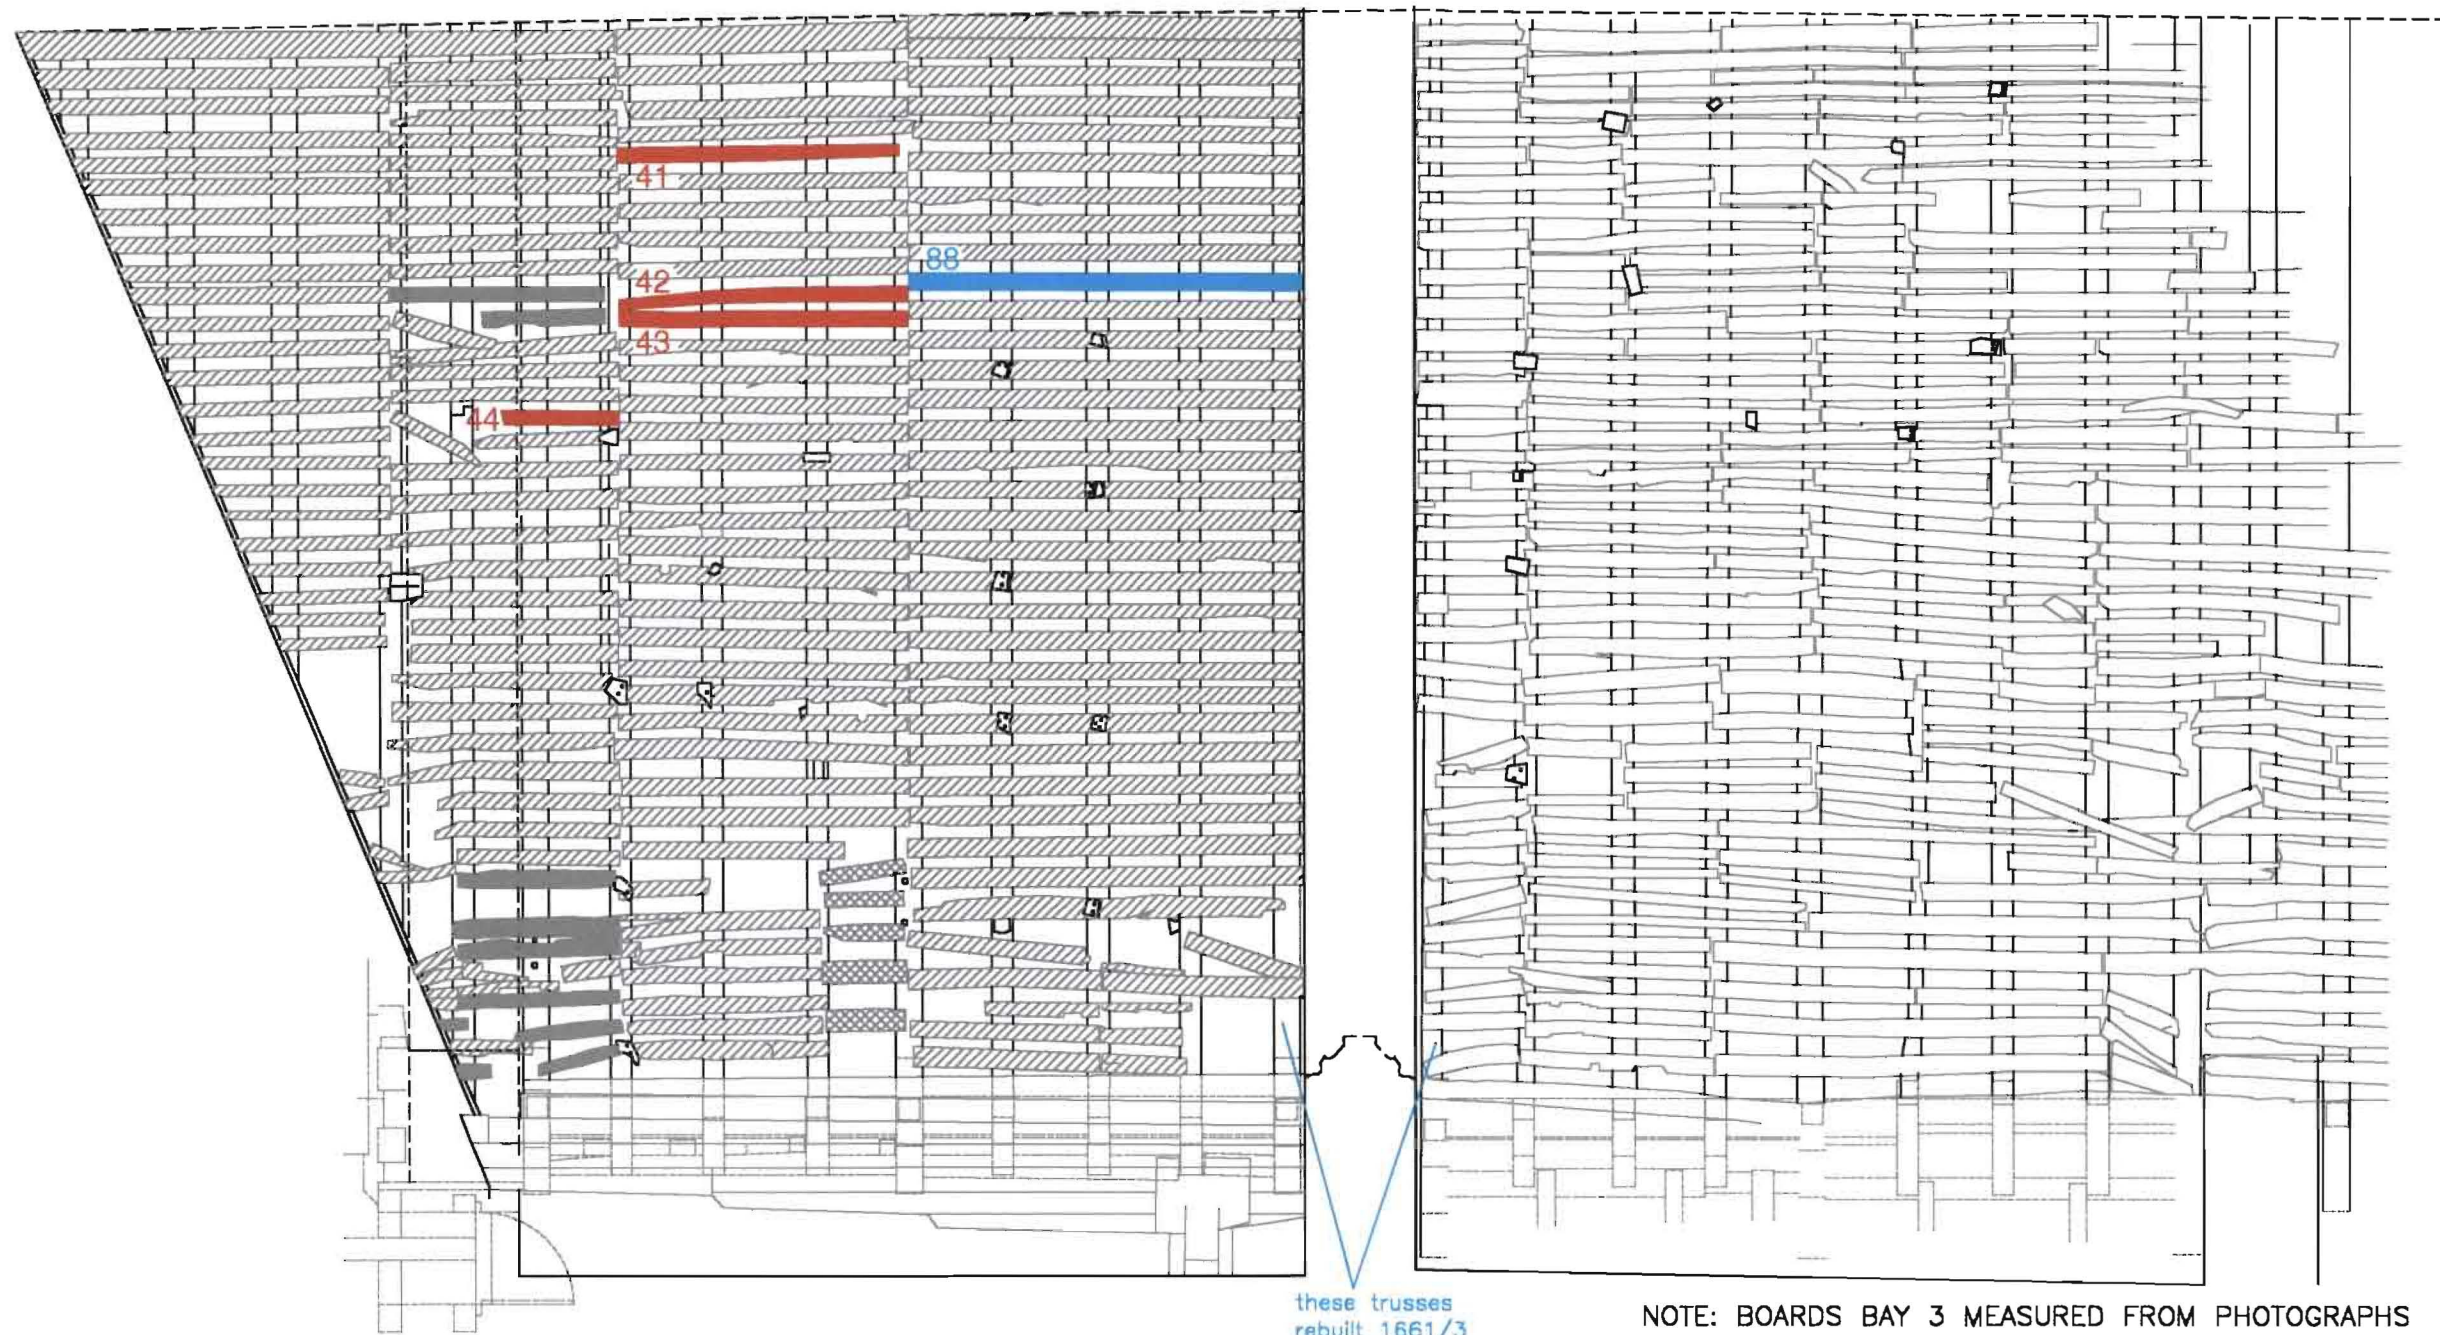 41
88
42
43
44
these trusses
rebuilt 1661/3
NOTE: BOARDS BAY 3 MEASURED FROM PHOTOGRAPHS